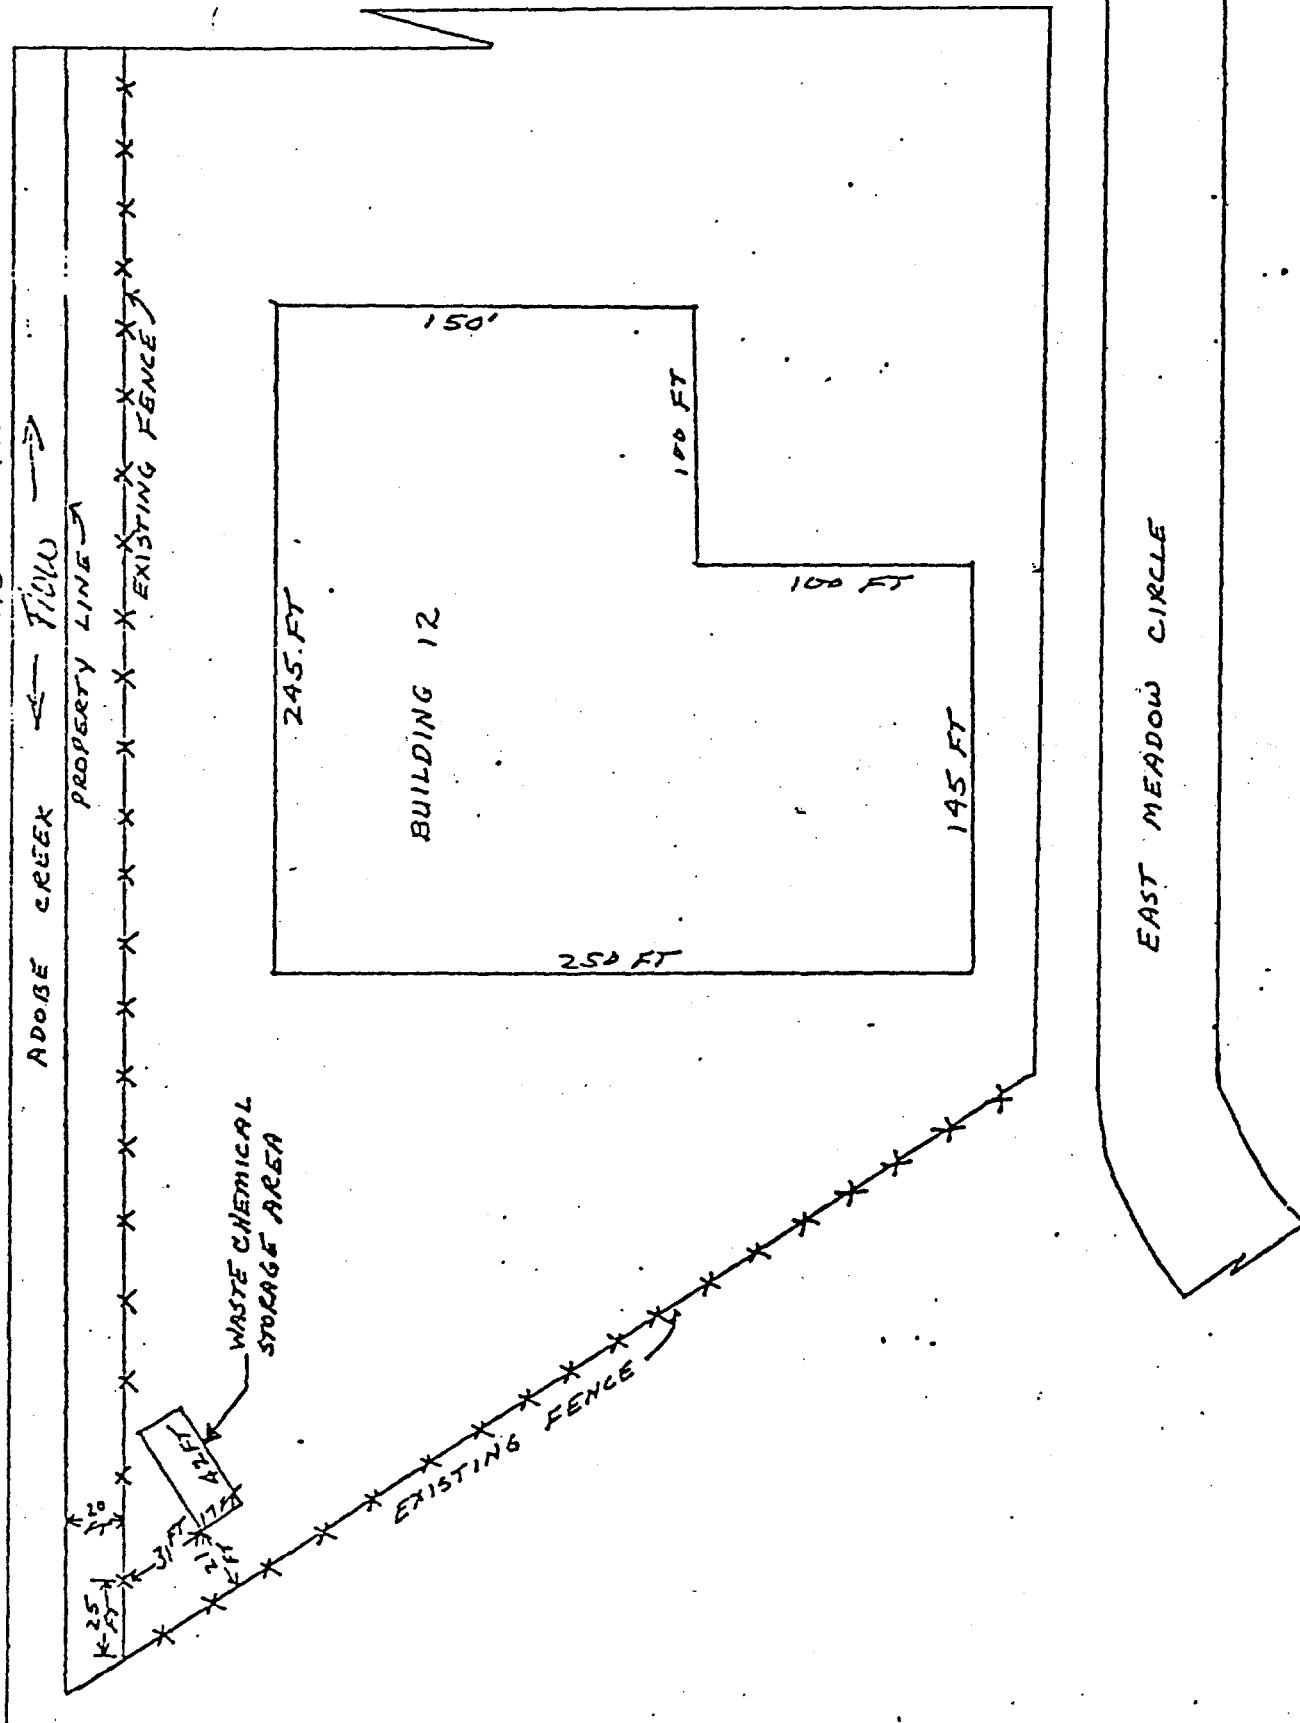 ADOBE CREEK ← Flow →
PROPERTY LINE
EXISTING FENCE
150'
100 FT
100 FT
245. FT
BUILDING 12
145 FT
250 FT
EAST MEADOW CIRCLE
WASTE CHEMICAL
STORAGE AREA
42 FT
17 FT
31 FT
21 FT
20
25
FT
EXISTING FENCE